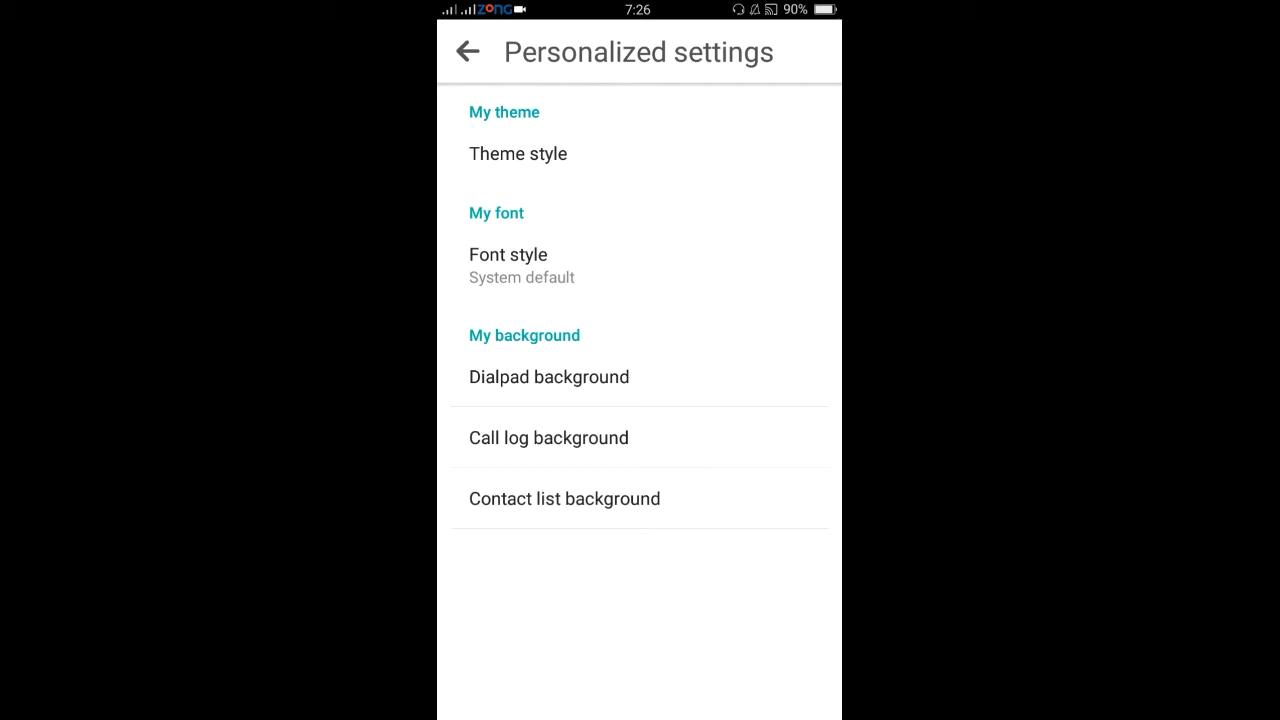 ZONG 7:26 90%
Personalized settings
My theme
Theme style
My font
Font style
System default
My background
Dialpad background
Call log background
Contact list background